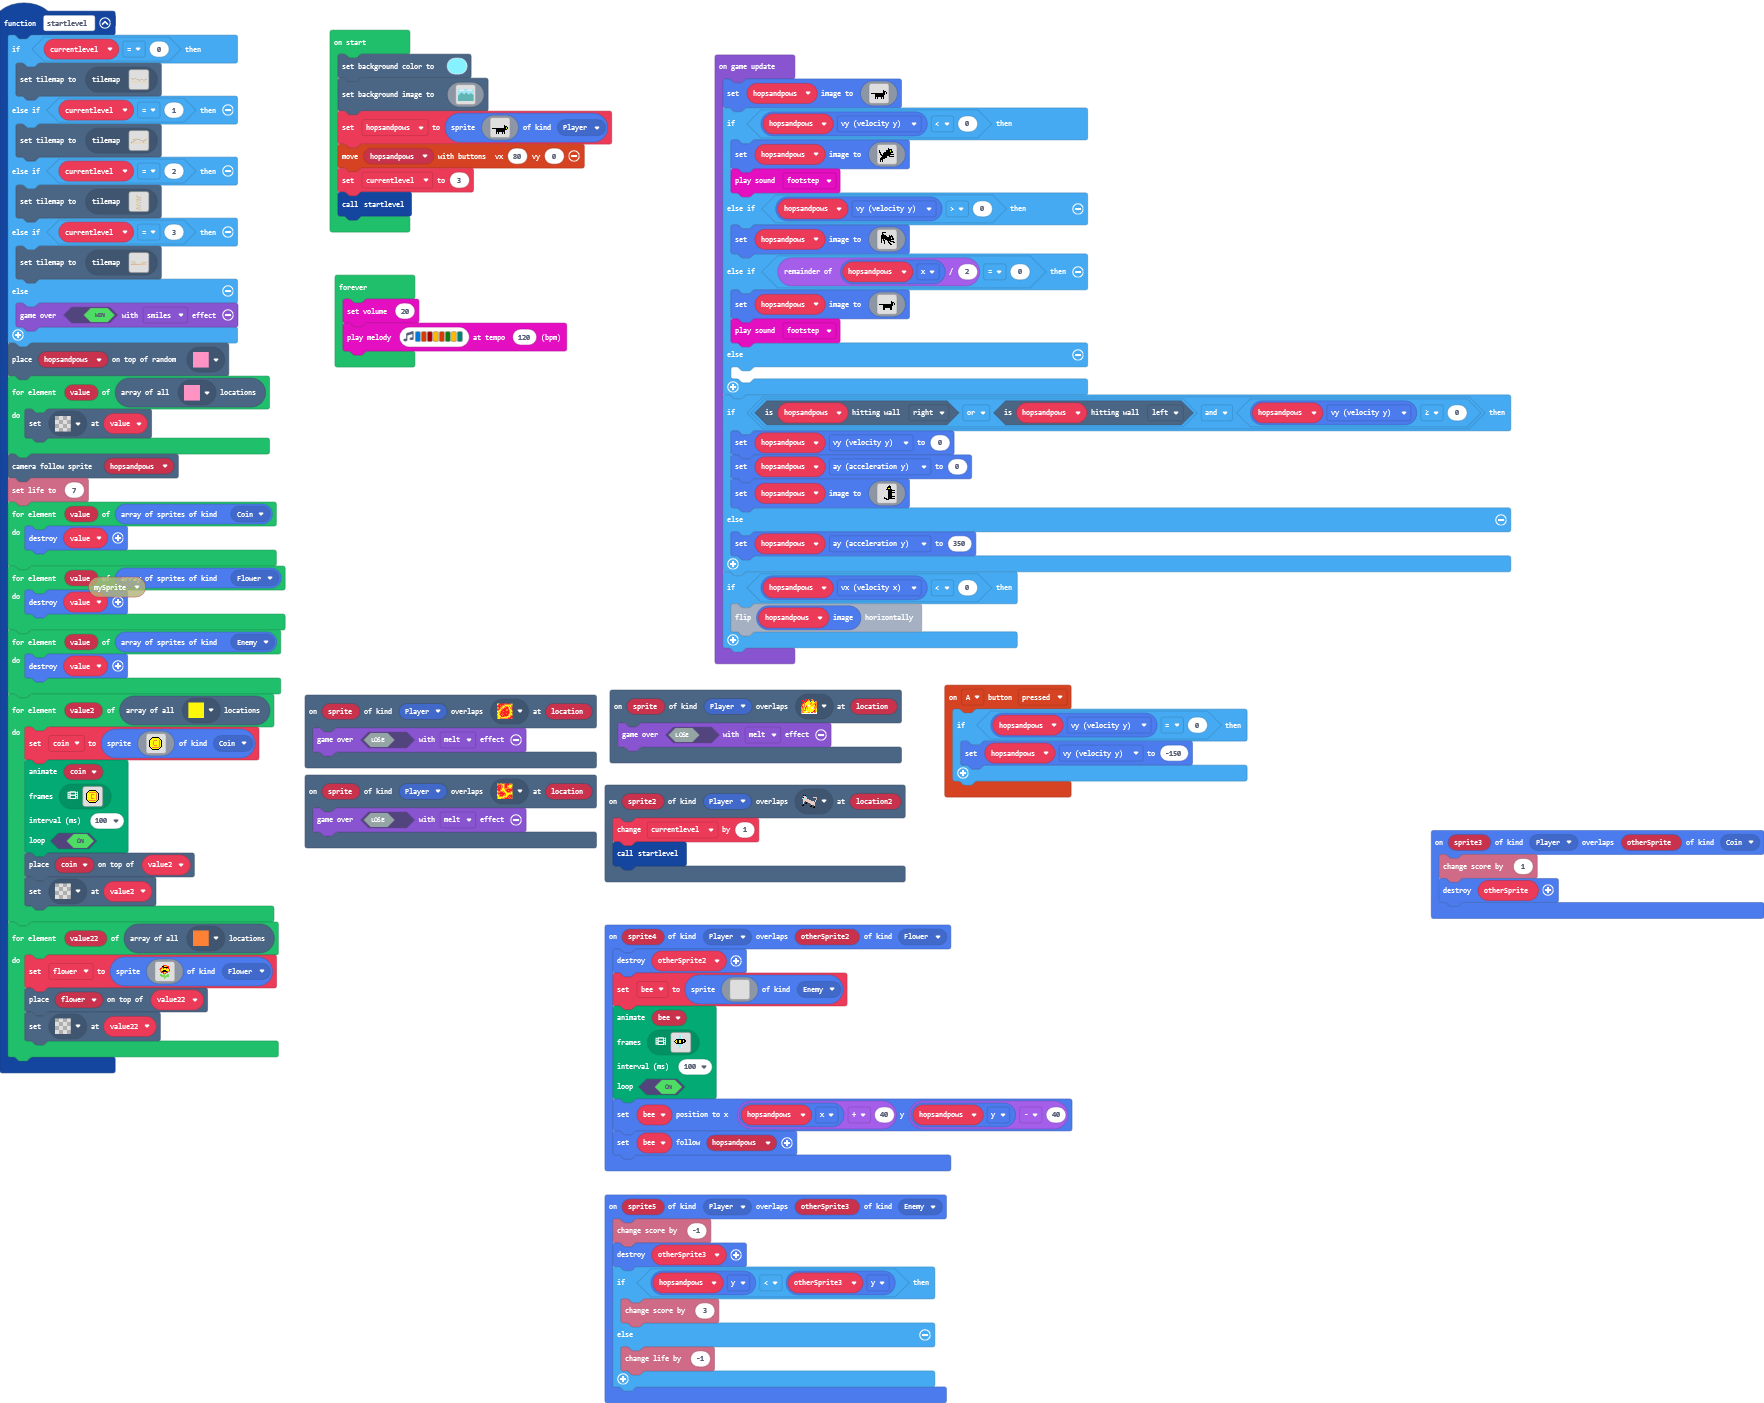 function startlevel
if currentlevel = 0 then
set tilemap to tilemap
else if currentlevel = 1 then
set tilemap to tilemap
else if currentlevel = 2 then
set tilemap to tilemap
else if currentlevel = 3 then
set tilemap to tilemap
else
game over WIN with smiles effect
place hopsandpows on top of random
for element value of array of all locations
do
set at value
camera follow sprite hopsandpows
set life to 7
for element value of array of sprites of kind Coin
do
destroy value
for element value of array of sprites of kind Flower
mySprite
do
destroy value
for element value of array of sprites of kind Enemy
do
destroy value
for element value2 of array of all locations
do
set coin to sprite of kind Coin
animate coin
frames
interval (ms) 100
loop ON
place coin on top of value2
set at value2
for element value22 of array of all locations
do
set flower to sprite of kind Flower
place flower on top of value22
set at value22
on start
set background color to
set background image to
set hopsandpows to sprite of kind Player
move hopsandpows with buttons vx 80 vy 0
set currentlevel to 3
call startlevel
forever
set volume 20
play melody at tempo 120 (bpm)
on game update
set hopsandpows image to
if hopsandpows vy (velocity y) < 0 then
set hopsandpows image to
play sound footstep
else if hopsandpows vy (velocity y) > 0 then
set hopsandpows image to
else if remainder of hopsandpows x / 2 = 0 then
set hopsandpows image to
play sound footstep
else
if is hopsandpows hitting wall right or is hopsandpows hitting wall left and hopsandpows vy (velocity y) ≥ 0 then
set hopsandpows vy (velocity y) to 0
set hopsandpows ay (acceleration y) to 0
set hopsandpows image to
else
set hopsandpows ay (acceleration y) to 350
if hopsandpows vx (velocity x) < 0 then
flip hopsandpows image horizontally
on sprite of kind Player overlaps at location
game over LOSE with melt effect
on sprite of kind Player overlaps at location
game over LOSE with melt effect
on sprite of kind Player overlaps at location
game over LOSE with melt effect
on sprite2 of kind Player overlaps at location2
change currentlevel by 1
call startlevel
on A button pressed
if hopsandpows vy (velocity y) = 0 then
set hopsandpows vy (velocity y) to -150
on sprite3 of kind Player overlaps otherSprite of kind Coin
change score by 1
destroy otherSprite
on sprite4 of kind Player overlaps otherSprite2 of kind Flower
destroy otherSprite2
set bee to sprite of kind Enemy
animate bee
frames
interval (ms) 100
loop ON
set bee position to x hopsandpows x + 40 y hopsandpows y - 40
set bee follow hopsandpows
on sprite5 of kind Player overlaps otherSprite3 of kind Enemy
change score by -1
destroy otherSprite3
if hopsandpows y < otherSprite3 y then
change score by 3
else
change life by -1